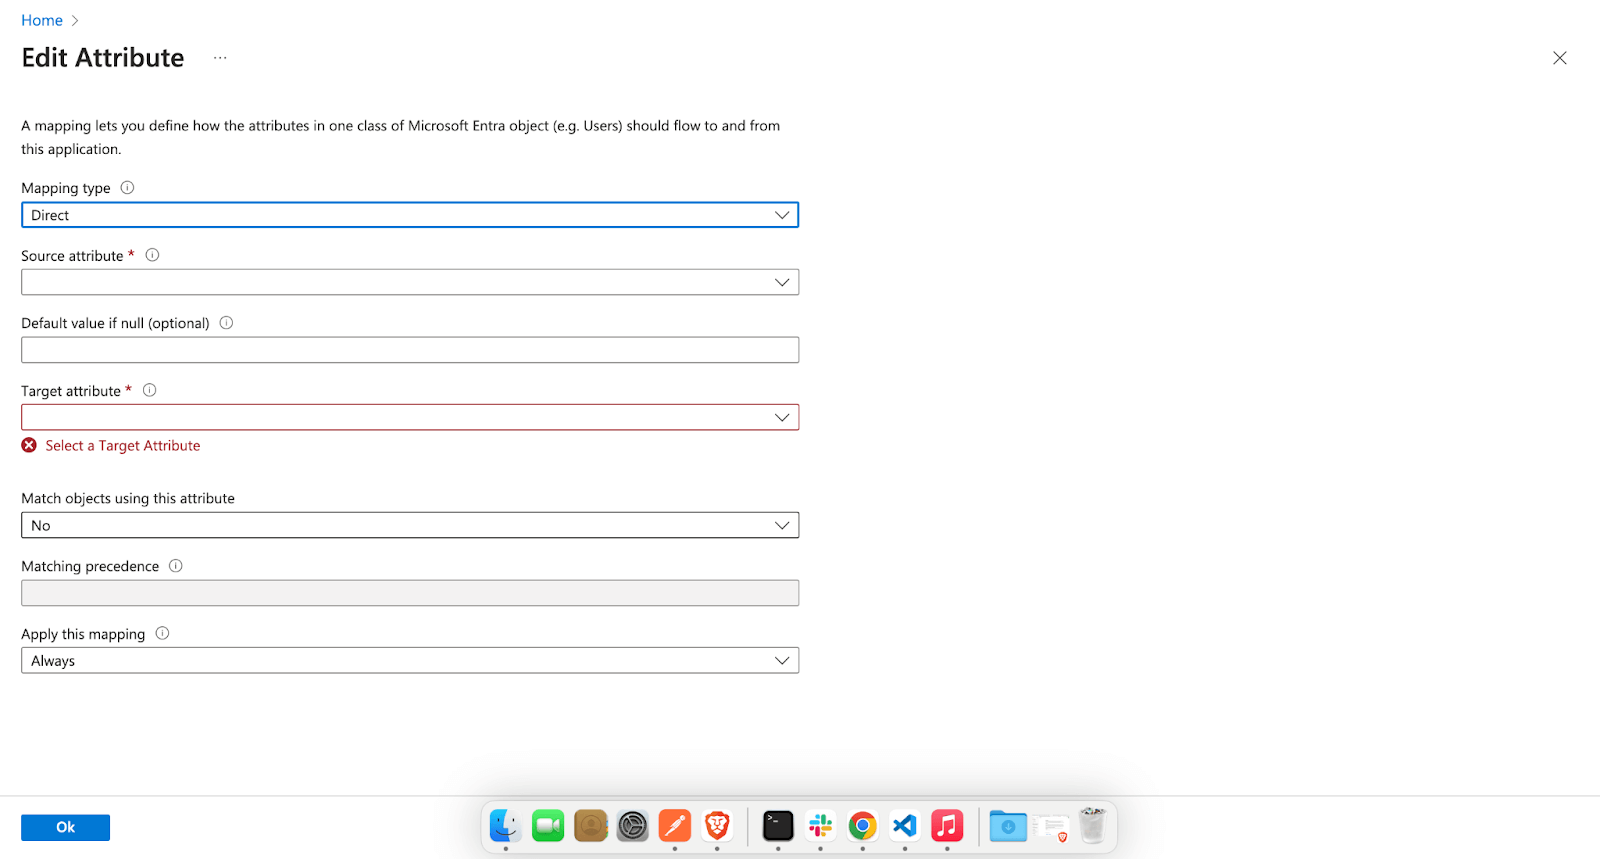 Home
Edit Attribute
A mapping lets you define how the attributes in one class of Microsoft Entra object (e.g. Users) should flow to and from
this application.
Mapping type
Direct
Source attribute *
Default value if null (optional)
Target attribute *
Select a Target Attribute
Match objects using this attribute
No
Matching precedence
Apply this mapping
Always
Ok